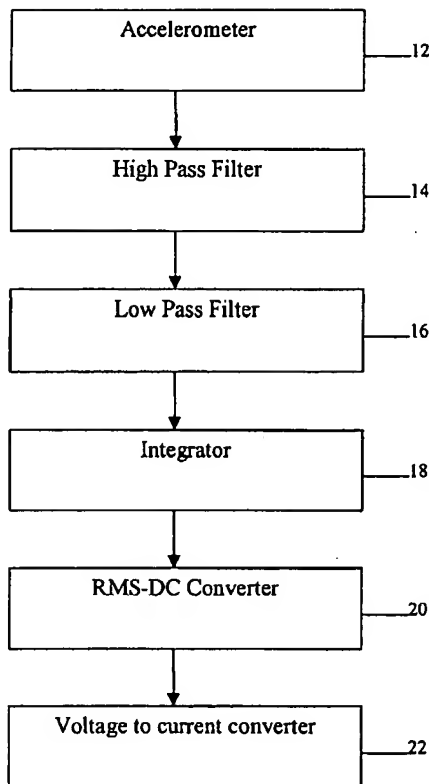 Accelerometer
12
High Pass Filter
14
Low Pass Filter
16
Integrator
18
RMS-DC Converter
20
Voltage to current converter
22